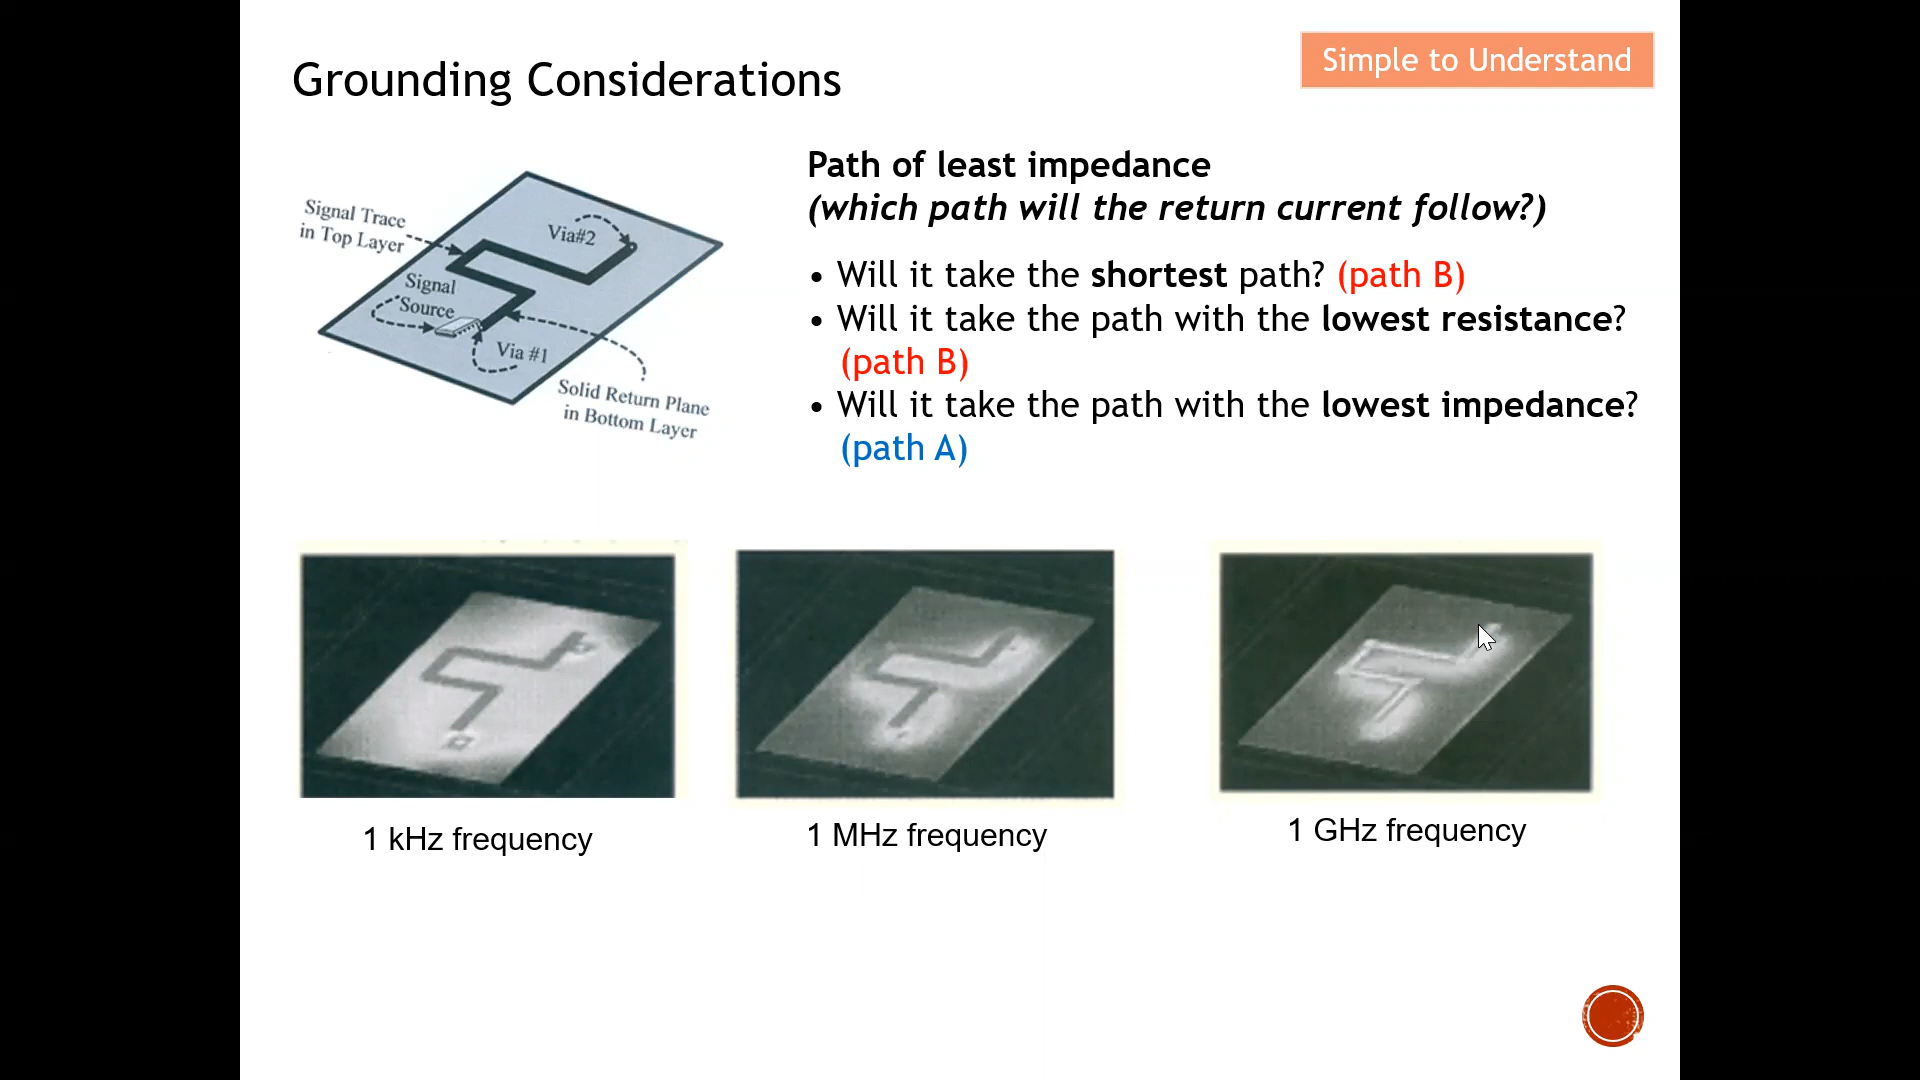 Grounding Considerations
Simple to Understand
Signal Trace
in Top Layer
Via#2
Signal
Source
Via #1
Solid Return Plane
in Bottom Layer
Path of least impedance
(which path will the return current follow?)
• Will it take the shortest path? (path B)
• Will it take the path with the lowest resistance?
(path B)
• Will it take the path with the lowest impedance?
(path A)
1 kHz frequency
1 MHz frequency
1 GHz frequency